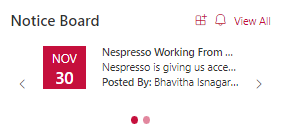 Notice Board
View All
NOV
30
Nespresso Working From ...
Nespresso is giving us acce...
Posted By: Bhavitha Isnagar...